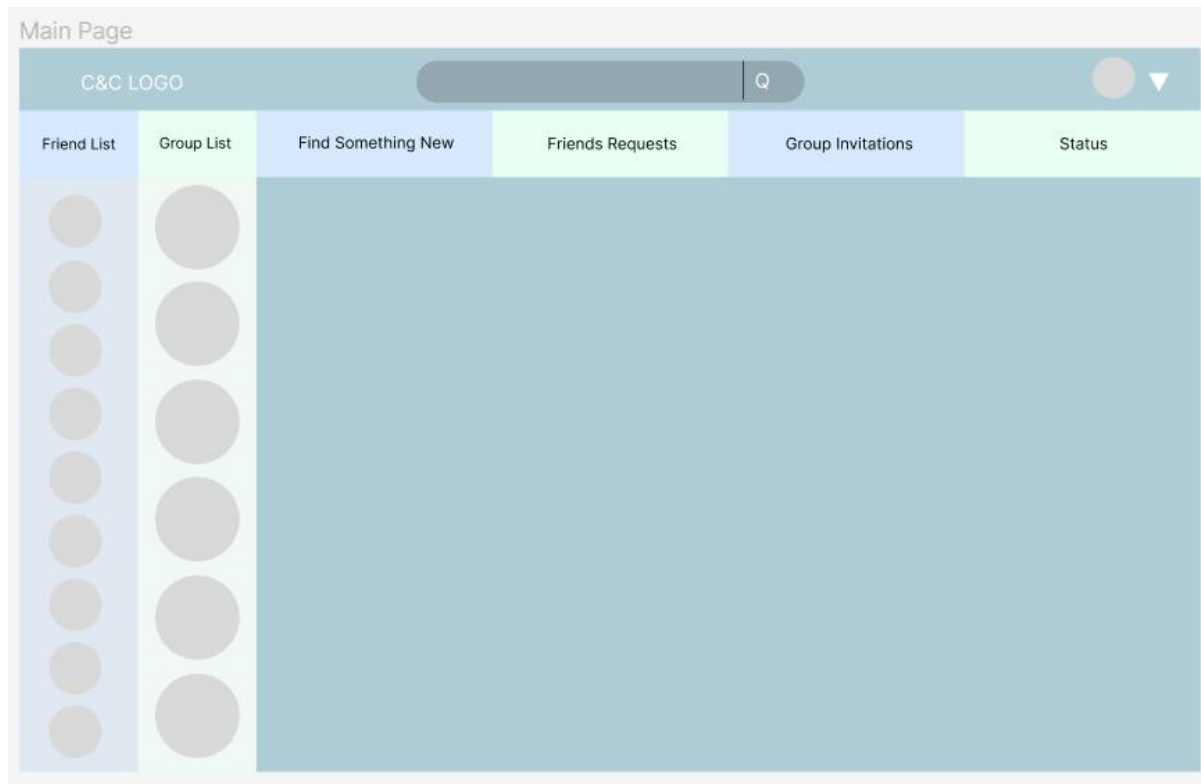 Main Page
C&C LOGO
Q
Friend List
Group List
Find Something New
Friends Requests
Group Invitations
Status